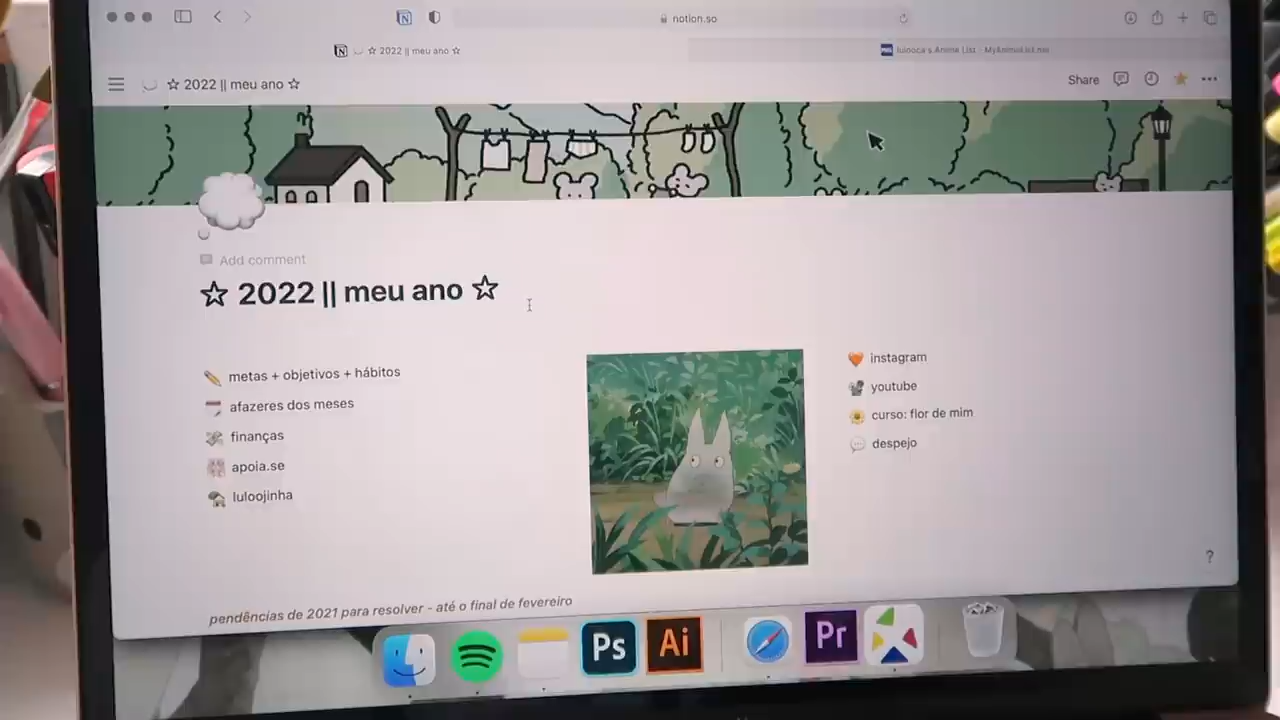 notion.so
☆ 2022 || meu ano ☆
luinoca's Anime List - MyAnimeList.net
☆ 2022 || meu ano ☆
Share
Add comment
☆ 2022 || meu ano ☆
metas + objetivos + hábitos
afazeres dos meses
finanças
apoia.se
luloojinha
instagram
youtube
curso: flor de mim
despejo
?
pendências de 2021 para resolver - até o final de fevereiro
Ps
Ai
Pr